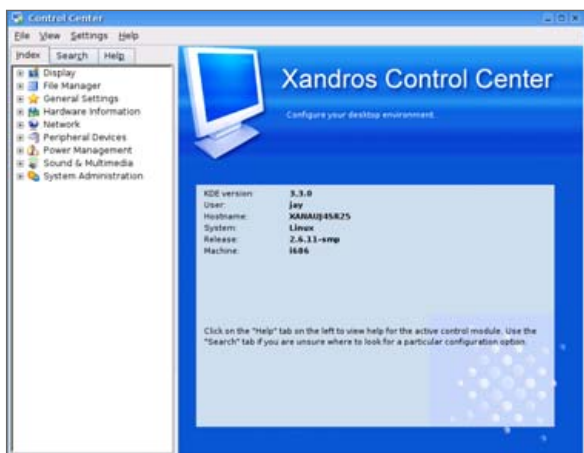 Control Center
File View Settings Help
Index Search Help
Display
File Manager
General Settings
Hardware Information
Network
Peripheral Devices
Power Management
Sound & Multimedia
System Administration
Xandros Control Center
Configure your desktop environment.
KDE version: 3.3.0
User: jay
Hostname: XANAUJ45R25
System: Linux
Release: 2.6.11-smp
Machine: i686
Click on the "Help" tab on the left to view help for the active control module. Use the
"Search" tab if you are unsure where to look for a particular configuration option.